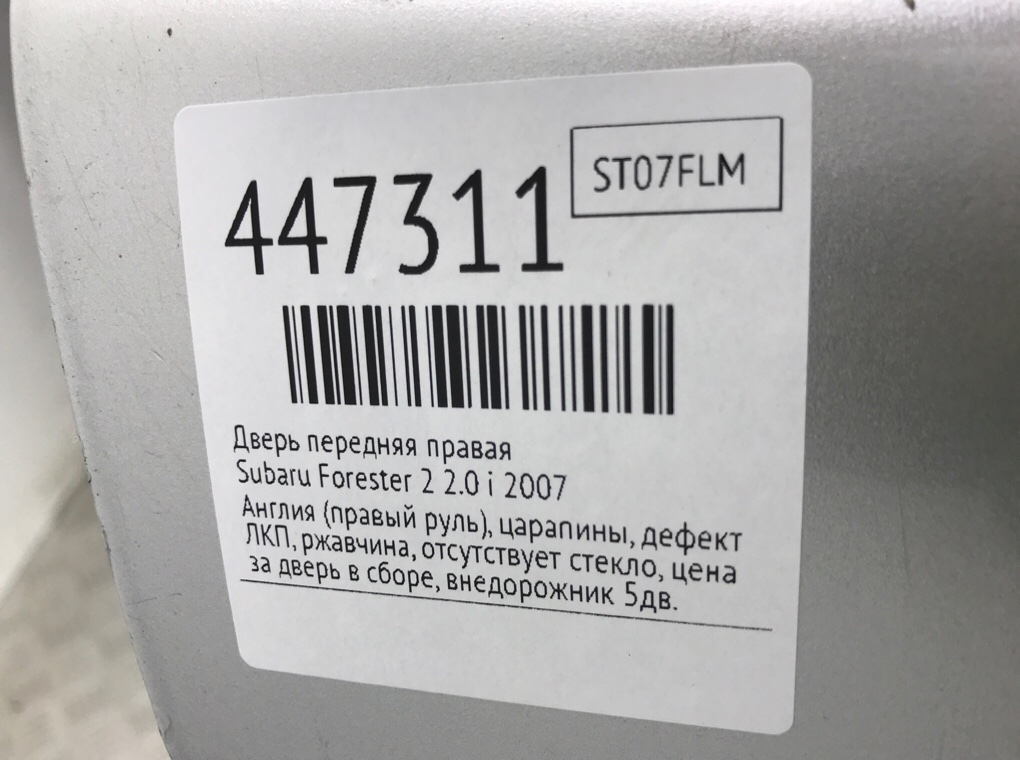 ST07FLM
447311
Дверь передняя правая
Subaru Forester 2 2.0 i 2007
Англия (правый руль), царапины, дефект
ЛКП, ржавчина, отсутствует стекло, цена
за дверь в сборе, внедорожник 5дв.